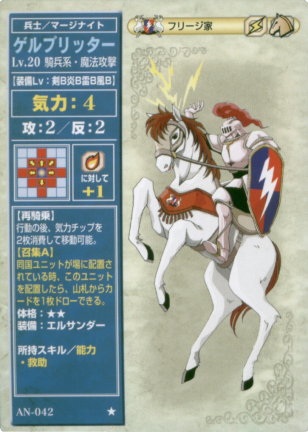 兵士／マージナイト
フリージ家
ゲルブリッター
Lv.20 騎兵系・魔法攻撃
【装備Lv：剣B炎B雷B風B】
気力：4
攻：2／反：2
に対して
+1
【再騎乗】
行動の後、気力チップを
2枚消費して移動可能。
【召集A】
同国ユニットが場に配置さ
れている時、このユニット
を配置したら、山札からカ
ードを1枚ドローできる。
体格：★★
装備：エルサンダー
所持スキル／能力
・救助
AN-042
★